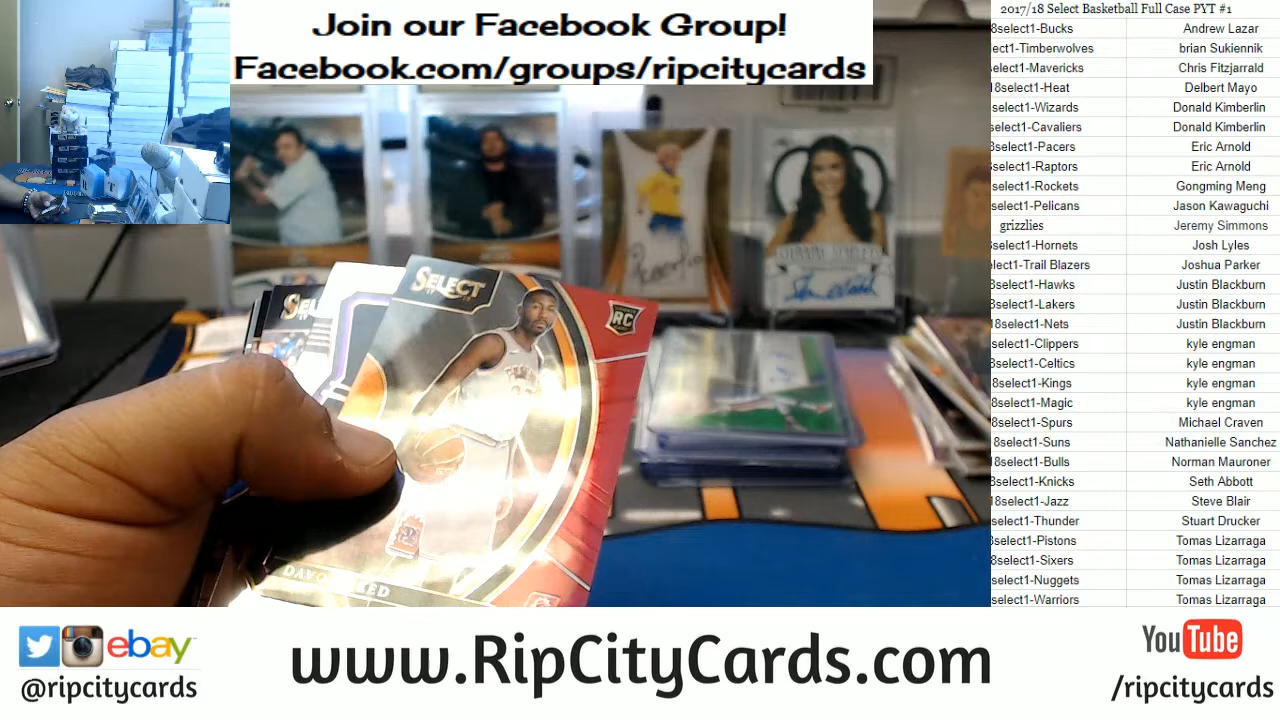 Join our Facebook Group!
Facebook.com/groups/ripcitycards
2017/18 Select Basketball Full Case PYT #1
8select1-Bucks Andrew Lazar
ect1-Timberwolves brian Sukiennik
select1-Mavericks Chris Fitzjarrald
18select1-Heat Delbert Mayo
select1-Wizards Donald Kimberlin
select1-Cavaliers Donald Kimberlin
8select1-Pacers Eric Arnold
select1-Raptors Eric Arnold
select1-Rockets Gongming Meng
select1-Pelicans Jason Kawaguchi
grizzlies Jeremy Simmons
select1-Hornets Josh Lyles
lect1-Trail Blazers Joshua Parker
8select1-Hawks Justin Blackburn
select1-Lakers Justin Blackburn
18select1-Nets Justin Blackburn
select1-Clippers kyle engman
8select1-Celtics kyle engman
8select1-Kings kyle engman
8select1-Magic kyle engman
8select1-Spurs Michael Craven
8select1-Suns Nathanielle Sanchez
18select1-Bulls Norman Mauroner
8select1-Knicks Seth Abbott
18select1-Jazz Steve Blair
select1-Thunder Stuart Drucker
select1-Pistons Tomas Lizarraga
8select1-Sixers Tomas Lizarraga
select1-Nuggets Tomas Lizarraga
select1-Warriors Tomas Lizarraga
SELECT
RC
ebay
@ripcitycards
www.RipCityCards.com
YouTube
/ripcitycards